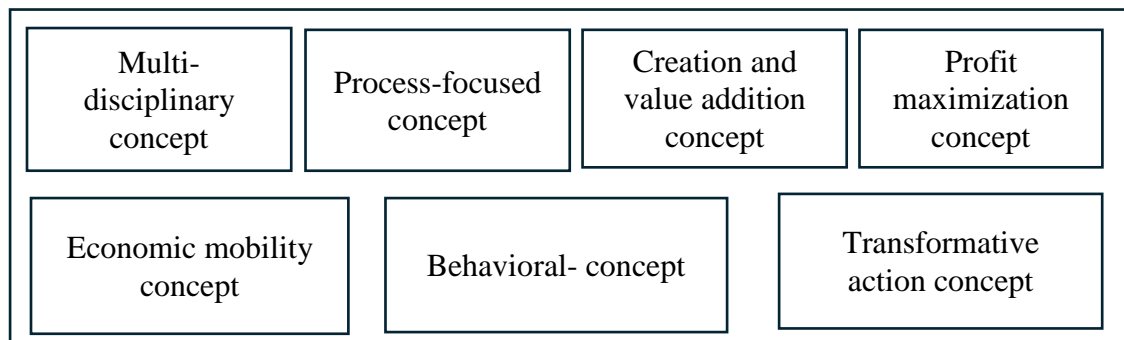 Multi-
disciplinary
concept
Process-focused
concept
Creation and
value addition
concept
Profit
maximization
concept
Economic mobility
concept
Behavioral- concept
Transformative
action concept